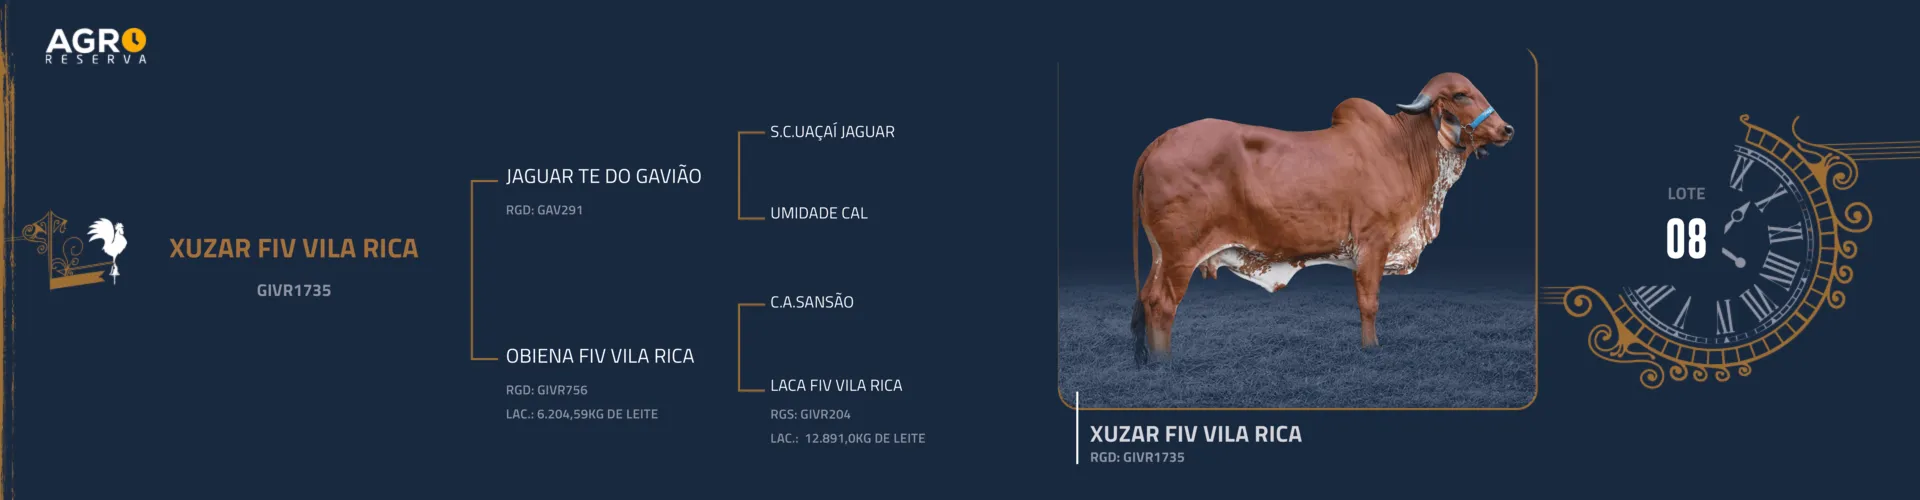 AGRO
RESERVA
XUZAR FIV VILA RICA
GIVR1735
JAGUAR TE DO GAVIÃO
RGD: GAV291
OBIENA FIV VILA RICA
RGD: GIVR756
LAC.: 6.204,59KG DE LEITE
S.C.UAÇAÍ JAGUAR
UMIDADE CAL
C.A.SANSÃO
LACA FIV VILA RICA
RGS: GIVR204
LAC.: 12.891,0KG DE LEITE
XUZAR FIV VILA RICA
RGD: GIVR1735
LOTE
08